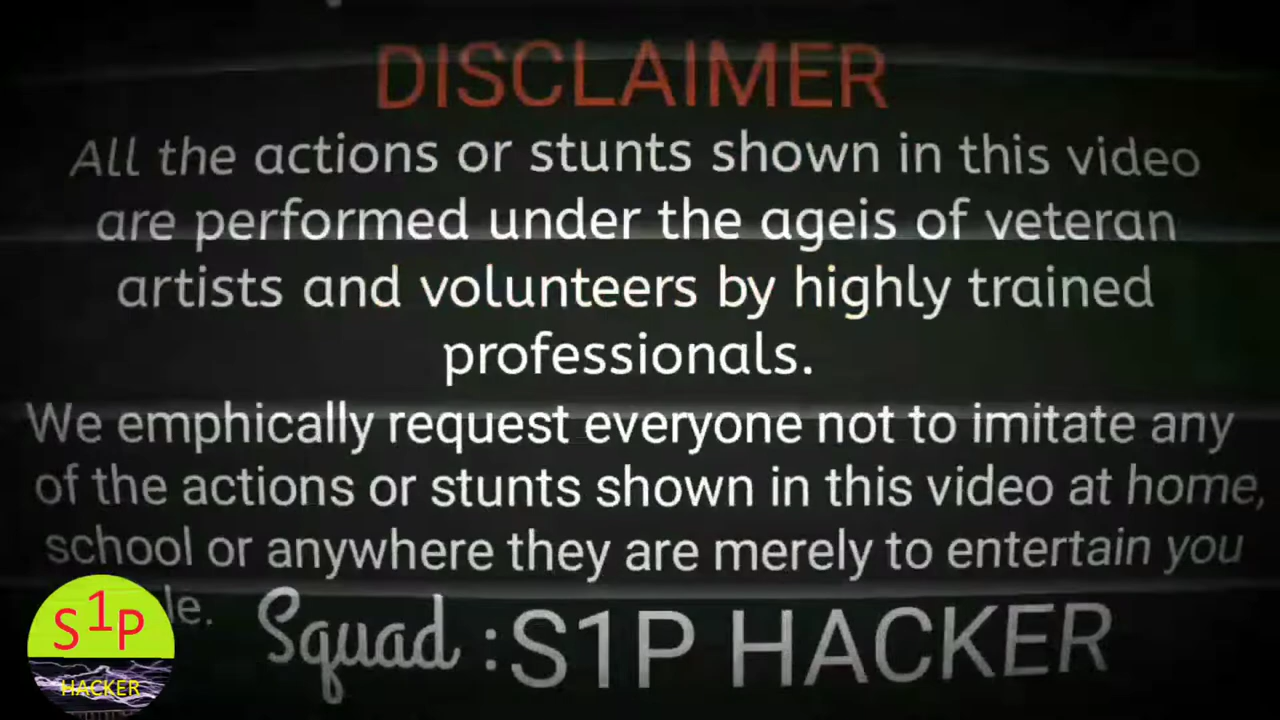 DISCLAIMER
All the actions or stunts shown in this video
are performed under the ageis of veteran
artists and volunteers by highly trained
professionals.
We emphically request everyone not to imitate any
of the actions or stunts shown in this video at home,
school or anywhere they are merely to entertain you
Squad : S1P HACKER
S1P
HACKER